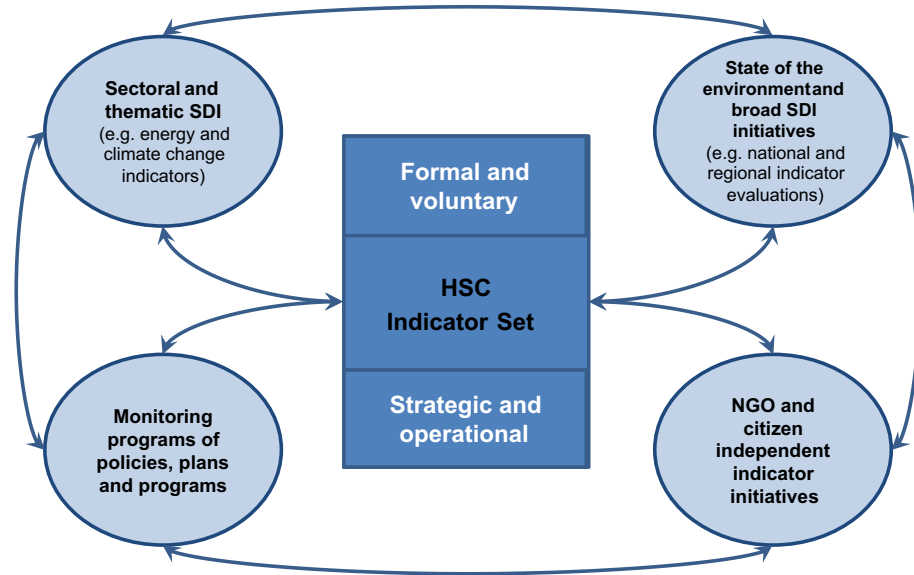 Sectoral and
thematic SDI
(e.g. energy and
climate change
indicators)
State of the
environment and
broad SDI
initiatives
(e.g. national and
regional indicator
evaluations)
Formal and
voluntary
HSC
Indicator Set
Strategic and
operational
Monitoring
programs of
policies, plans
and programs
NGO and
citizen
independent
indicator
initiatives